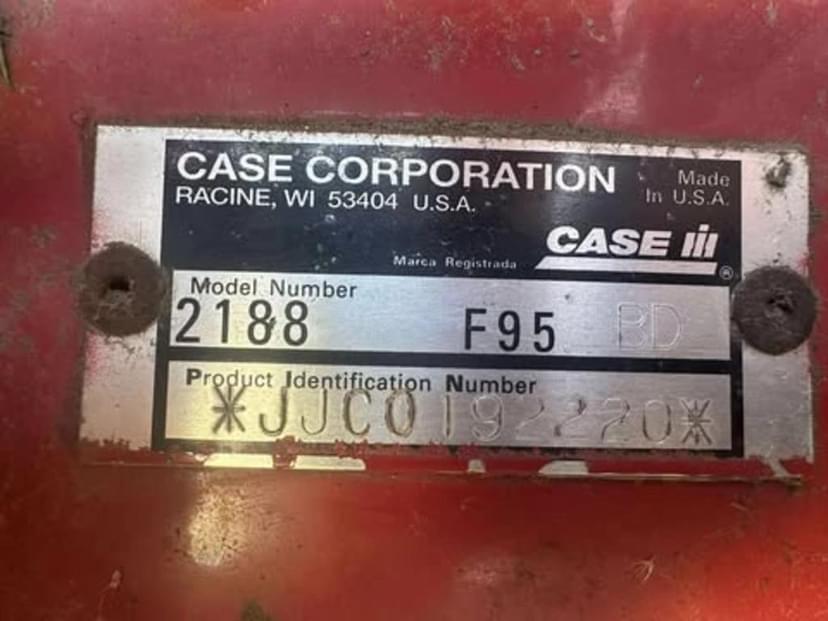 CASE CORPORATION
RACINE, WI 53404 U.S.A.
Made
In U.S.A.
CASE IH
Marca Registrada
®
Model Number
2188 F95 BD
Product Identification Number
*JJC0192220*